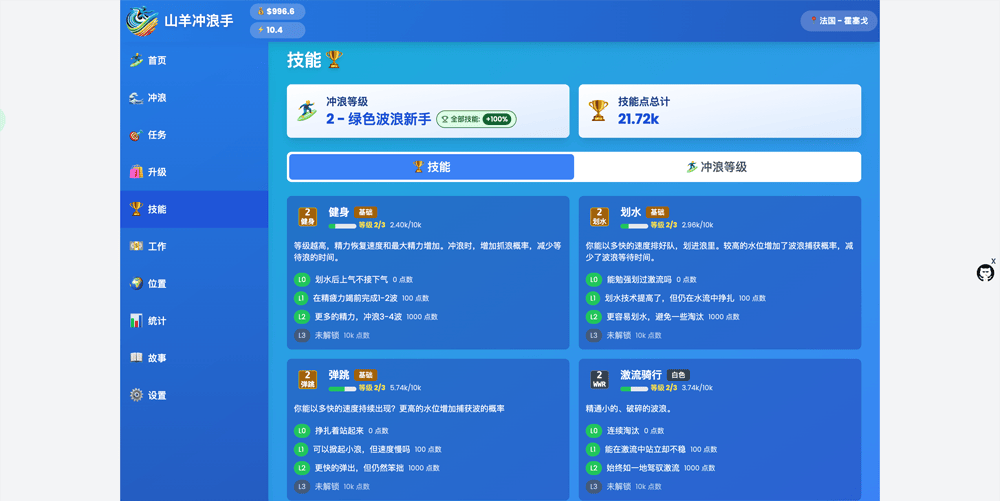 山羊冲浪手
$996.6
10.4
法国 - 霍塞戈
首页
冲浪
任务
升级
技能
工作
位置
统计
故事
设置
技能
冲浪等级
2 - 绿色波浪新手 全部技能: +100%
技能点总计
21.72k
技能
冲浪等级
2 健身
健身 基础
等级 2/3 2.40k/10k
等级越高，精力恢复速度和最大精力增加。冲浪时，增加抓浪概率，减少等
待浪的时间。
L0 划水后上气不接下气 0 点数
L1 在精疲力竭前完成1-2波 100 点数
L2 更多的精力，冲浪3-4波 1000 点数
L3 未解锁 10k 点数
2 划水
划水 基础
等级 2/3 2.96k/10k
你能以多快的速度排好队，划进浪里。较高的水位增加了波浪捕获概率，减
少了波浪等待时间。
L0 能勉强划过激流吗 0 点数
L1 划水技术提高了，但仍在水流中挣扎 100 点数
L2 更容易划水，避免一些淘汰 1000 点数
L3 未解锁 10k 点数
2 弹跳
弹跳 基础
等级 2/3 5.74k/10k
你能以多快的速度持续出现？更高的水位增加捕获波的概率
L0 挣扎着站起来 0 点数
L1 可以掀起小浪，但速度慢吗 100 点数
L2 更快的弹出，但仍然笨拙 1000 点数
L3 未解锁 10k 点数
2 WWR
激流骑行 白色
等级 2/3 3.74k/10k
精通小的、破碎的波浪。
L0 连续淘汰 0 点数
L1 能在激流中站立却不稳 100 点数
L2 始终如一地驾驭激流 1000 点数
L3 未解锁 10k 点数
X